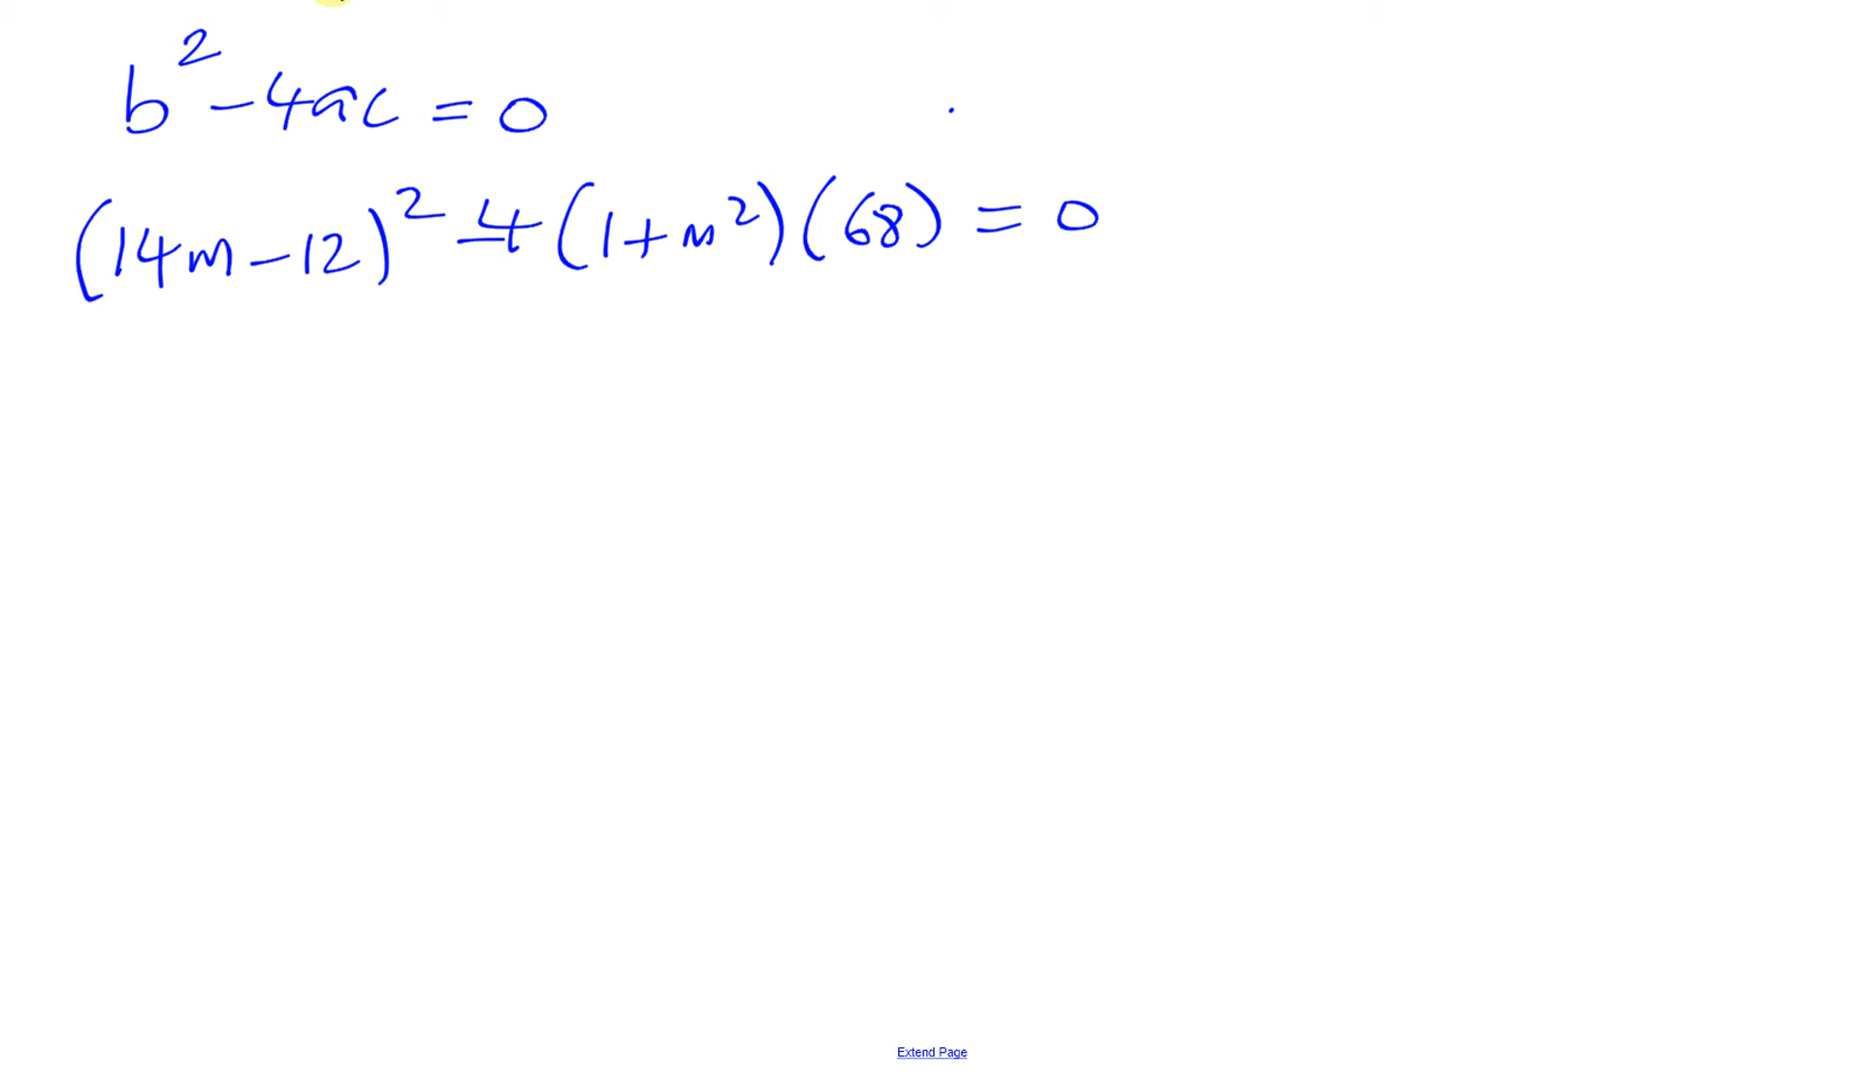 b² - 4ac = 0
(14m - 12)² - 4(1 + m²)(68) = 0
Extend Page